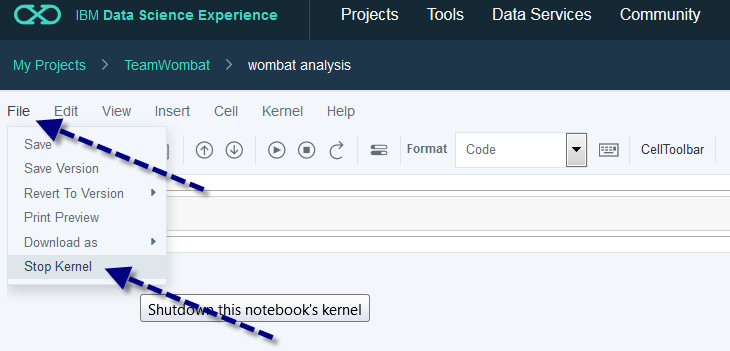 IBM Data Science Experience Projects Tools Data Services Community
My Projects > TeamWombat > wombat analysis
File Edit View Insert Cell Kernel Help
Save
Format Code CellToolbar
Save Version
Revert To Version
Print Preview
Download as
Stop Kernel
Shutdown this notebook's kernel